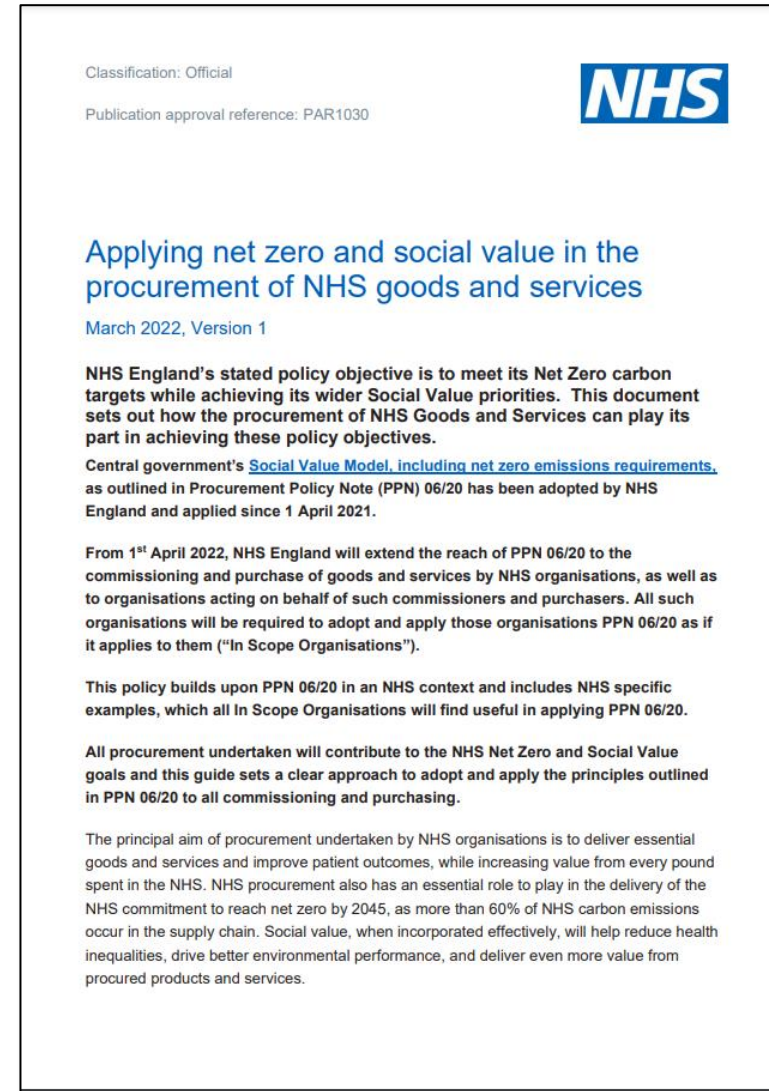 Classification: Official
NHS
Publication approval reference: PAR1030
Applying net zero and social value in the
procurement of NHS goods and services
March 2022, Version 1
NHS England’s stated policy objective is to meet its Net Zero carbon
targets while achieving its wider Social Value priorities.  This document
sets out how the procurement of NHS Goods and Services can play its
part in achieving these policy objectives.
Central government’s Social Value Model, including net zero emissions requirements,
as outlined in Procurement Policy Note (PPN) 06/20 has been adopted by NHS
England and applied since 1 April 2021.
From 1st April 2022, NHS England will extend the reach of PPN 06/20 to the
commissioning and purchase of goods and services by NHS organisations, as well as
to organisations acting on behalf of such commissioners and purchasers. All such
organisations will be required to adopt and apply those organisations PPN 06/20 as if
it applies to them (“In Scope Organisations”).
This policy builds upon PPN 06/20 in an NHS context and includes NHS specific
examples, which all In Scope Organisations will find useful in applying PPN 06/20.
All procurement undertaken will contribute to the NHS Net Zero and Social Value
goals and this guide sets a clear approach to adopt and apply the principles outlined
in PPN 06/20 to all commissioning and purchasing.
The principal aim of procurement undertaken by NHS organisations is to deliver essential
goods and services and improve patient outcomes, while increasing value from every pound
spent in the NHS. NHS procurement also has an essential role to play in the delivery of the
NHS commitment to reach net zero by 2045, as more than 60% of NHS carbon emissions
occur in the supply chain. Social value, when incorporated effectively, will help reduce health
inequalities, drive better environmental performance, and deliver even more value from
procured products and services.